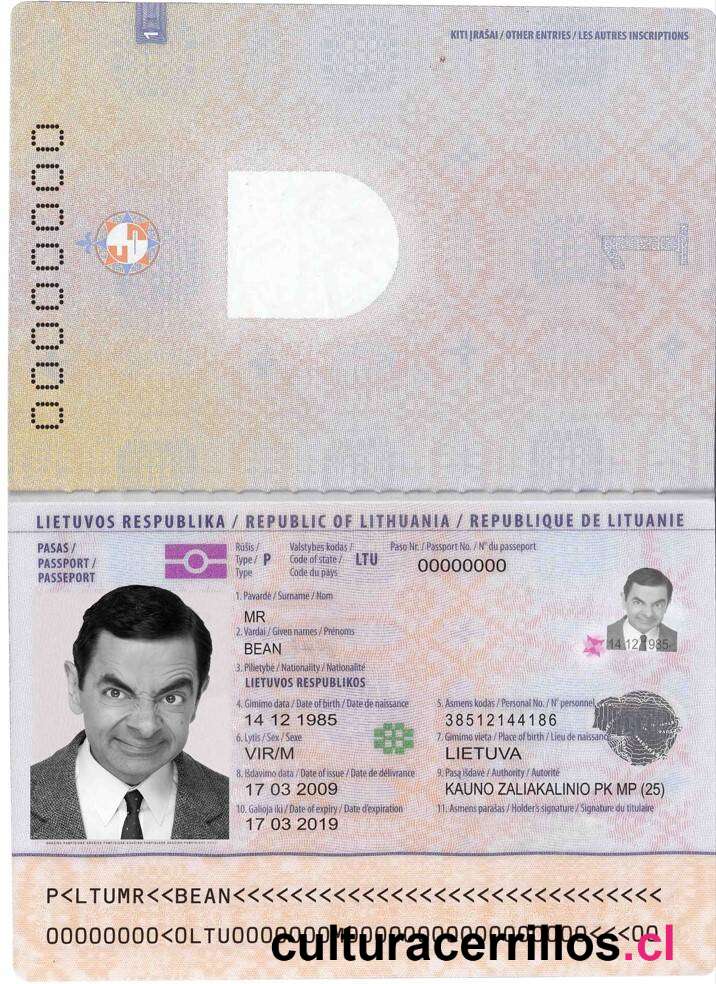 1
KITI ĮRAŠAI / OTHER ENTRIES / LES AUTRES INSCRIPTIONS
00000000
LIETUVOS RESPUBLIKA / REPUBLIC OF LITHUANIA / REPUBLIQUE DE LITUANIE
PASAS /
PASSPORT /
PASSEPORT
Rūšis /
Type / P
Type
Valstybės kodas /
Code of state / LTU
Code du pays
Paso Nr. / Passport No. / N° du passeport
00000000
1. Pavardė / Surname / Nom
MR
2. Vardai / Given names / Prénoms
BEAN
14.12.1985
3. Pilietybė / Nationality / Nationalité
LIETUVOS RESPUBLIKOS
4. Gimimo data / Date of birth / Date de naissance
14 12 1985
5. Asmens kodas / Personal No. / N° personnel
38512144186
6. Lytis / Sex / Sexe
VIR/M
7. Gimimo vieta / Place of birth / Lieu de naissance
LIETUVA
8. Išdavimo data / Date of issue / Date de délivrance
17 03 2009
9. Pasą išdavė / Authority / Autorité
KAUNO ZALIAKALINIO PK MP (25)
10. Galioja iki / Date of expiry / Date d'expiration
17 03 2019
11. Asmens parašas / Holder's signature / Signature du titulaire
P<LTUMR<<BEAN<<<<<<<<<<<<<<<<<<<<<<<<<<<<<<<
00000000<0LTU0000000M
culturacerrillos.cl